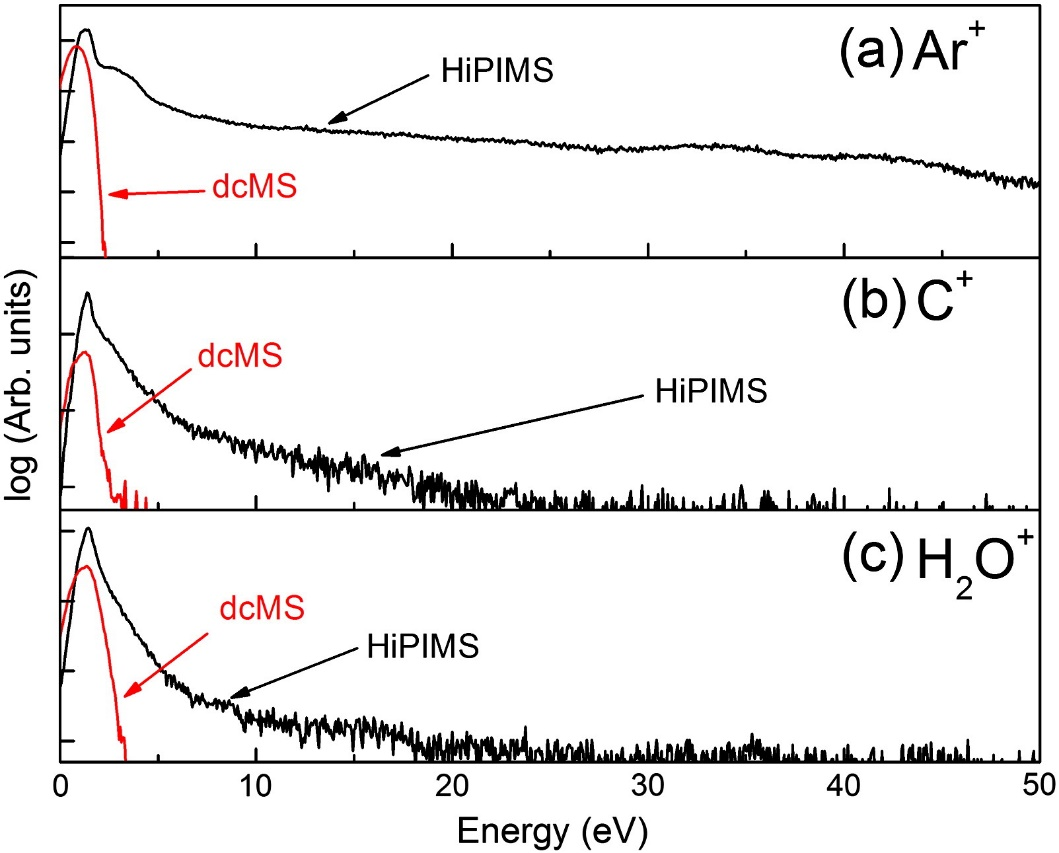 (a) Ar+
HiPIMS
dcMS
log (Arb. units)
(b) C+
dcMS
HiPIMS
(c) H2O+
dcMS
HiPIMS
0 10 20 30 40 50
Energy (eV)